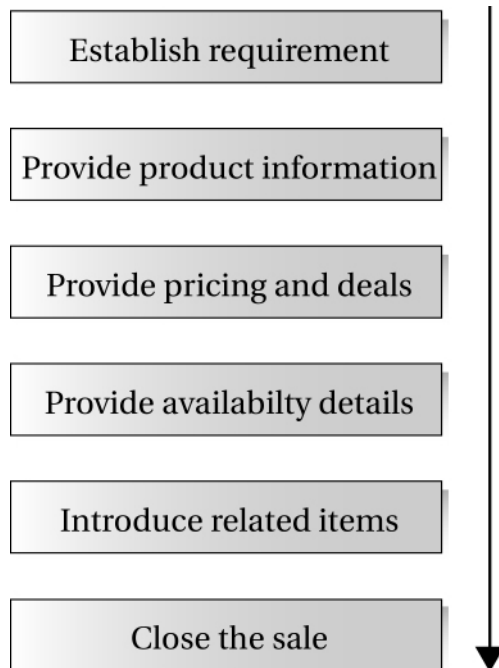 Establish requirement
Provide product information
Provide pricing and deals
Provide availabilty details
Introduce related items
Close the sale